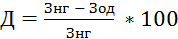 Д = (Знг − Зод) / Знг * 100